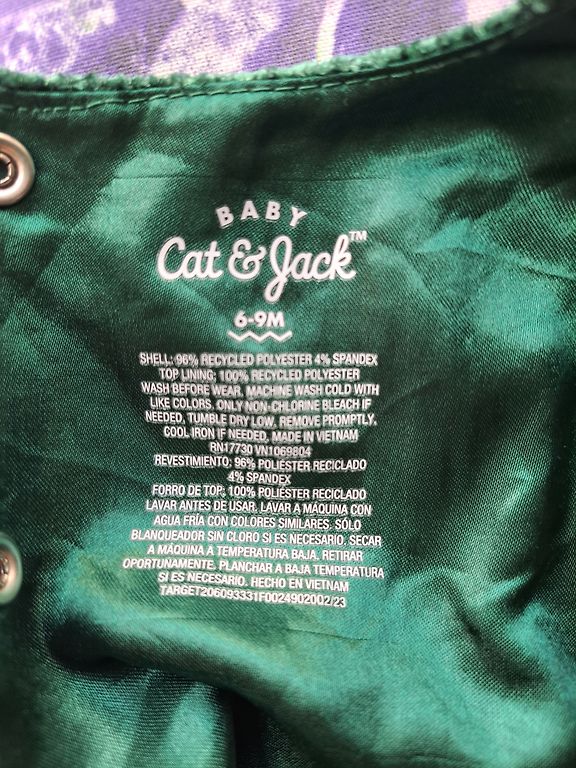 BABY
Cat & Jack™
6-9M
SHELL: 96% RECYCLED POLYESTER 4% SPANDEX
TOP LINING: 100% RECYCLED POLYESTER
WASH BEFORE WEAR. MACHINE WASH COLD WITH
LIKE COLORS. ONLY NON-CHLORINE BLEACH IF
NEEDED. TUMBLE DRY LOW. REMOVE PROMPTLY.
COOL IRON IF NEEDED. MADE IN VIETNAM
RN17730 VN1069804
REVESTIMIENTO: 96% POLIÉSTER RECICLADO
4% SPANDEX
FORRO DE TOP: 100% POLIÉSTER RECICLADO
LAVAR ANTES DE USAR. LAVAR A MÁQUINA CON
AGUA FRÍA CON COLORES SIMILARES. SÓLO
BLANQUEADOR SIN CLORO SI ES NECESARIO. SECAR
A MÁQUINA A TEMPERATURA BAJA. RETIRAR
OPORTUNAMENTE. PLANCHAR A BAJA TEMPERATURA
SI ES NECESARIO. HECHO EN VIETNAM
TARGET206093331F0024902002/23